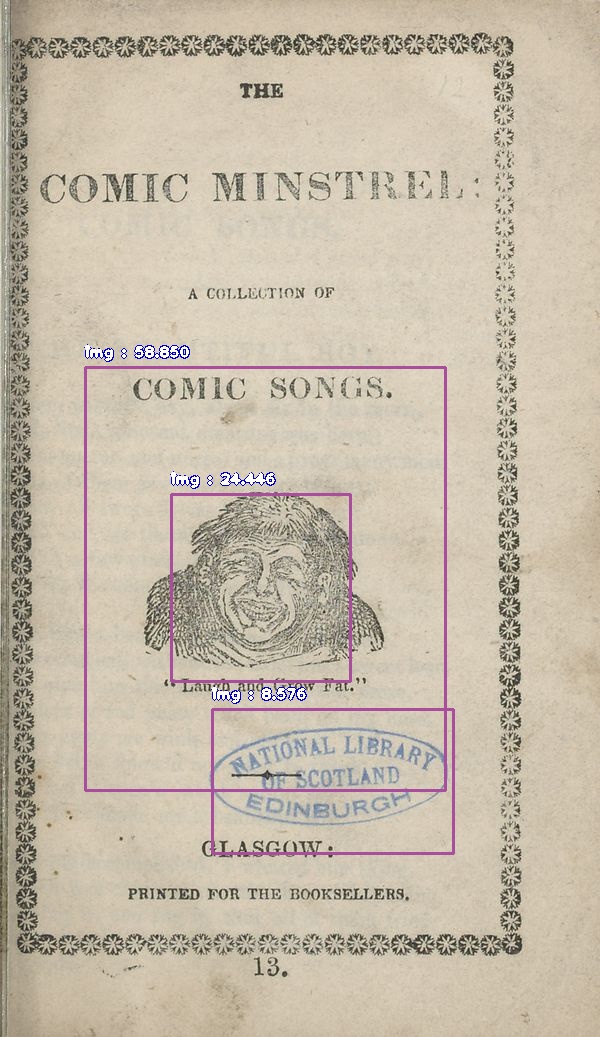 THE
COMIC MINSTREL:
A COLLECTION OF
img : 58.850
COMIC SONGS.
img : 24.446
"Laugh and Grow Fat."
img : 8.576
NATIONAL LIBRARY
OF SCOTLAND
EDINBURGH
GLASGOW:
PRINTED FOR THE BOOKSELLERS.
13.